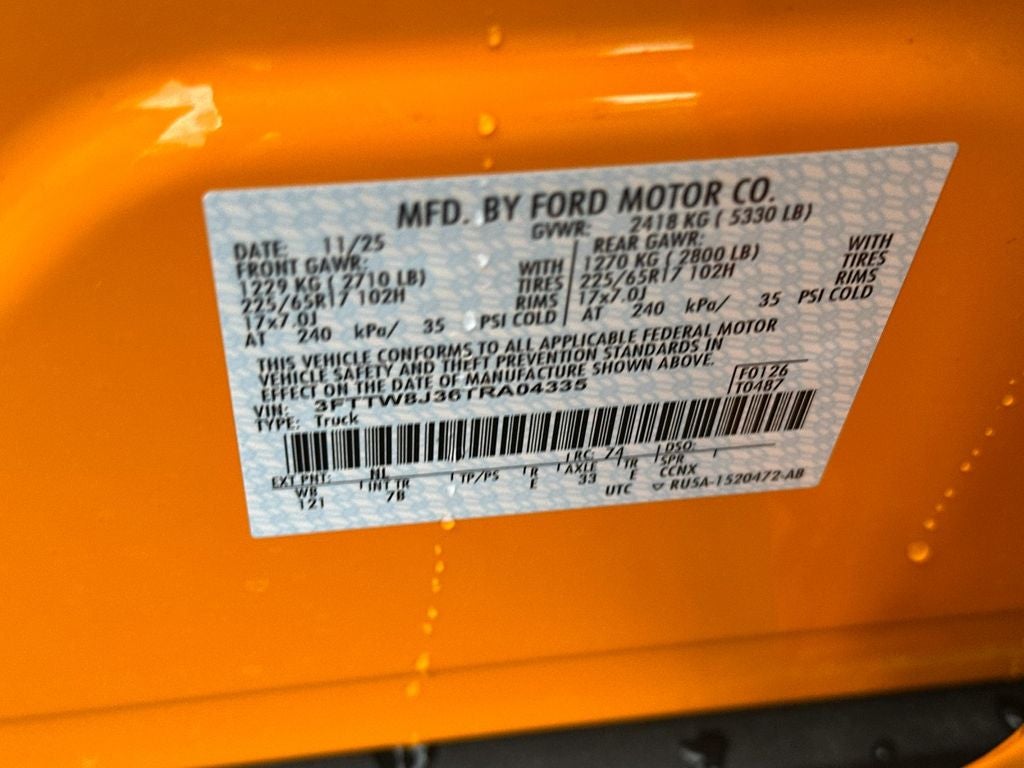 MFD. BY FORD MOTOR CO.
DATE: 11/25 GVWR: 2418 KG ( 5330 LB)
FRONT GAWR: REAR GAWR:
1229 KG ( 2710 LB) WITH 1270 KG ( 2800 LB) WITH
225/65R17 102H TIRES 225/65R17 102H TIRES
17x7.0J RIMS 17x7.0J RIMS
AT 240 kPa/ 35 PSI COLD AT 240 kPa/ 35 PSI COLD
THIS VEHICLE CONFORMS TO ALL APPLICABLE FEDERAL MOTOR
VEHICLE SAFETY AND THEFT PREVENTION STANDARDS IN
EFFECT ON THE DATE OF MANUFACTURE SHOWN ABOVE.
VIN: 3FTTW8J36TRA04335 F0126
TYPE: Truck T0487
EXT PNT: NL RC: 74 DSO:
WB INT TR TP/PS R AXLE TR SPR
121 7B E 33 E CCNX
UTC ▽ RU5A-1520472-AB